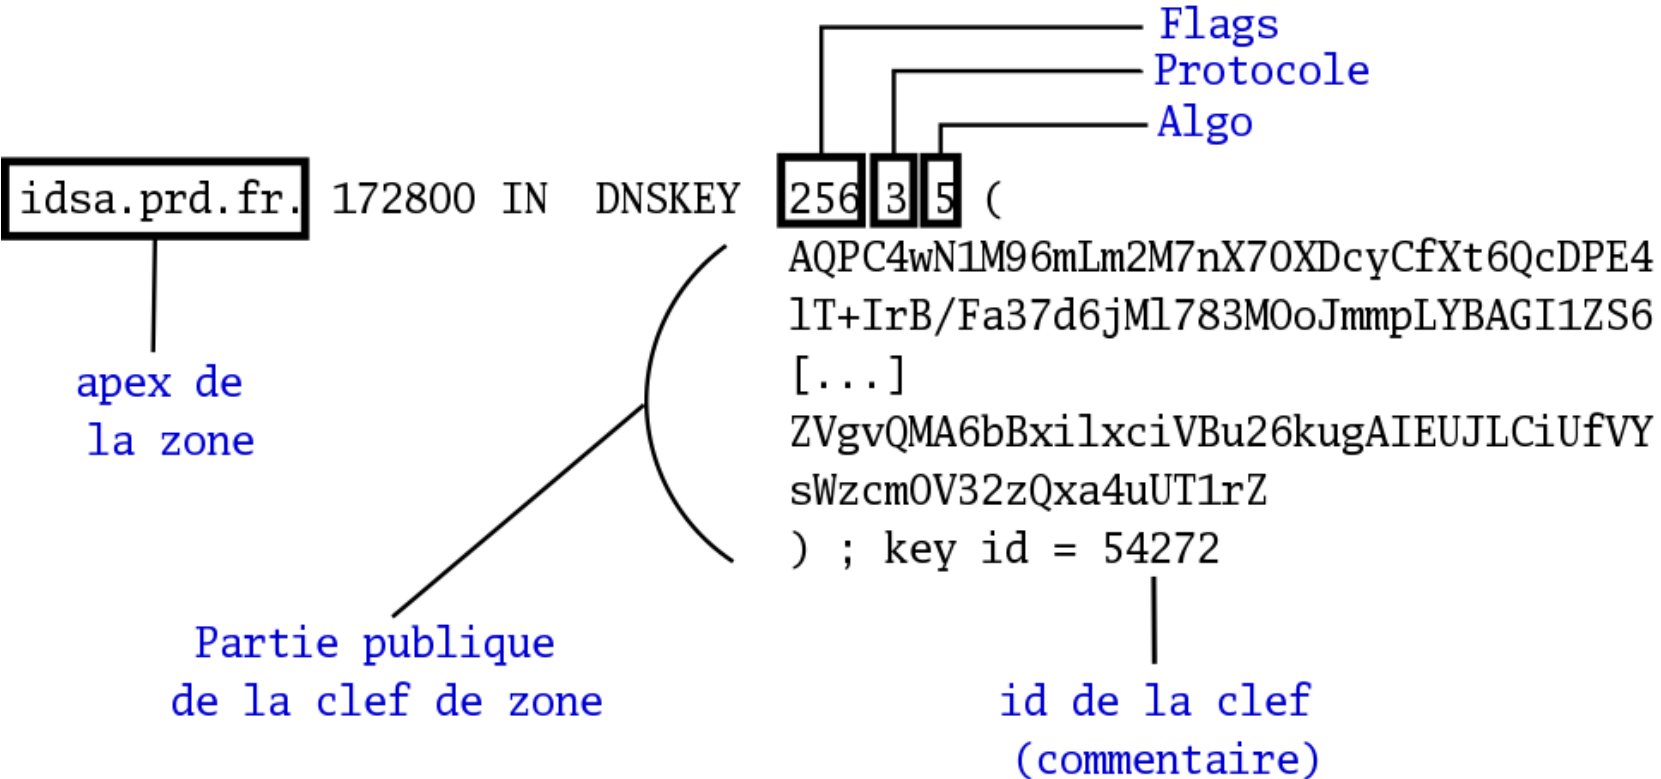 Flags
Protocole
Algo
idsa.prd.fr. 172800 IN DNSKEY 256 3 5 (
AQPC4wN1M96mLm2M7nX7OXDcyCfXt6QcDPE4
lT+IrB/Fa37d6jMl783MOoJmmpLYBAGI1ZS6
[...]
ZVgvQMA6bBxilxciVBu26kugAIEUJLCiUfVY
sWzcmOV32zQxa4uUT1rZ
) ; key id = 54272
apex de
la zone
Partie publique
de la clef de zone
id de la clef
(commentaire)